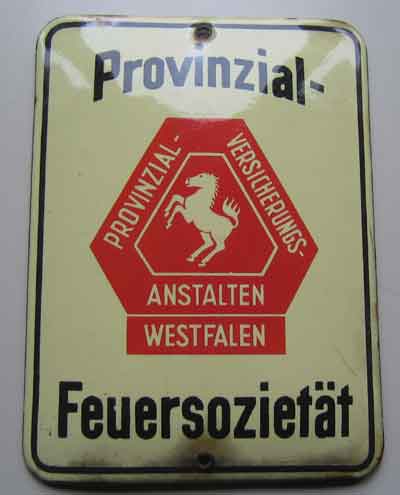 Provinzial-
PROVINZIAL-
VERSICHERUNGS-
ANSTALTEN
WESTFALEN
Feuersozietät